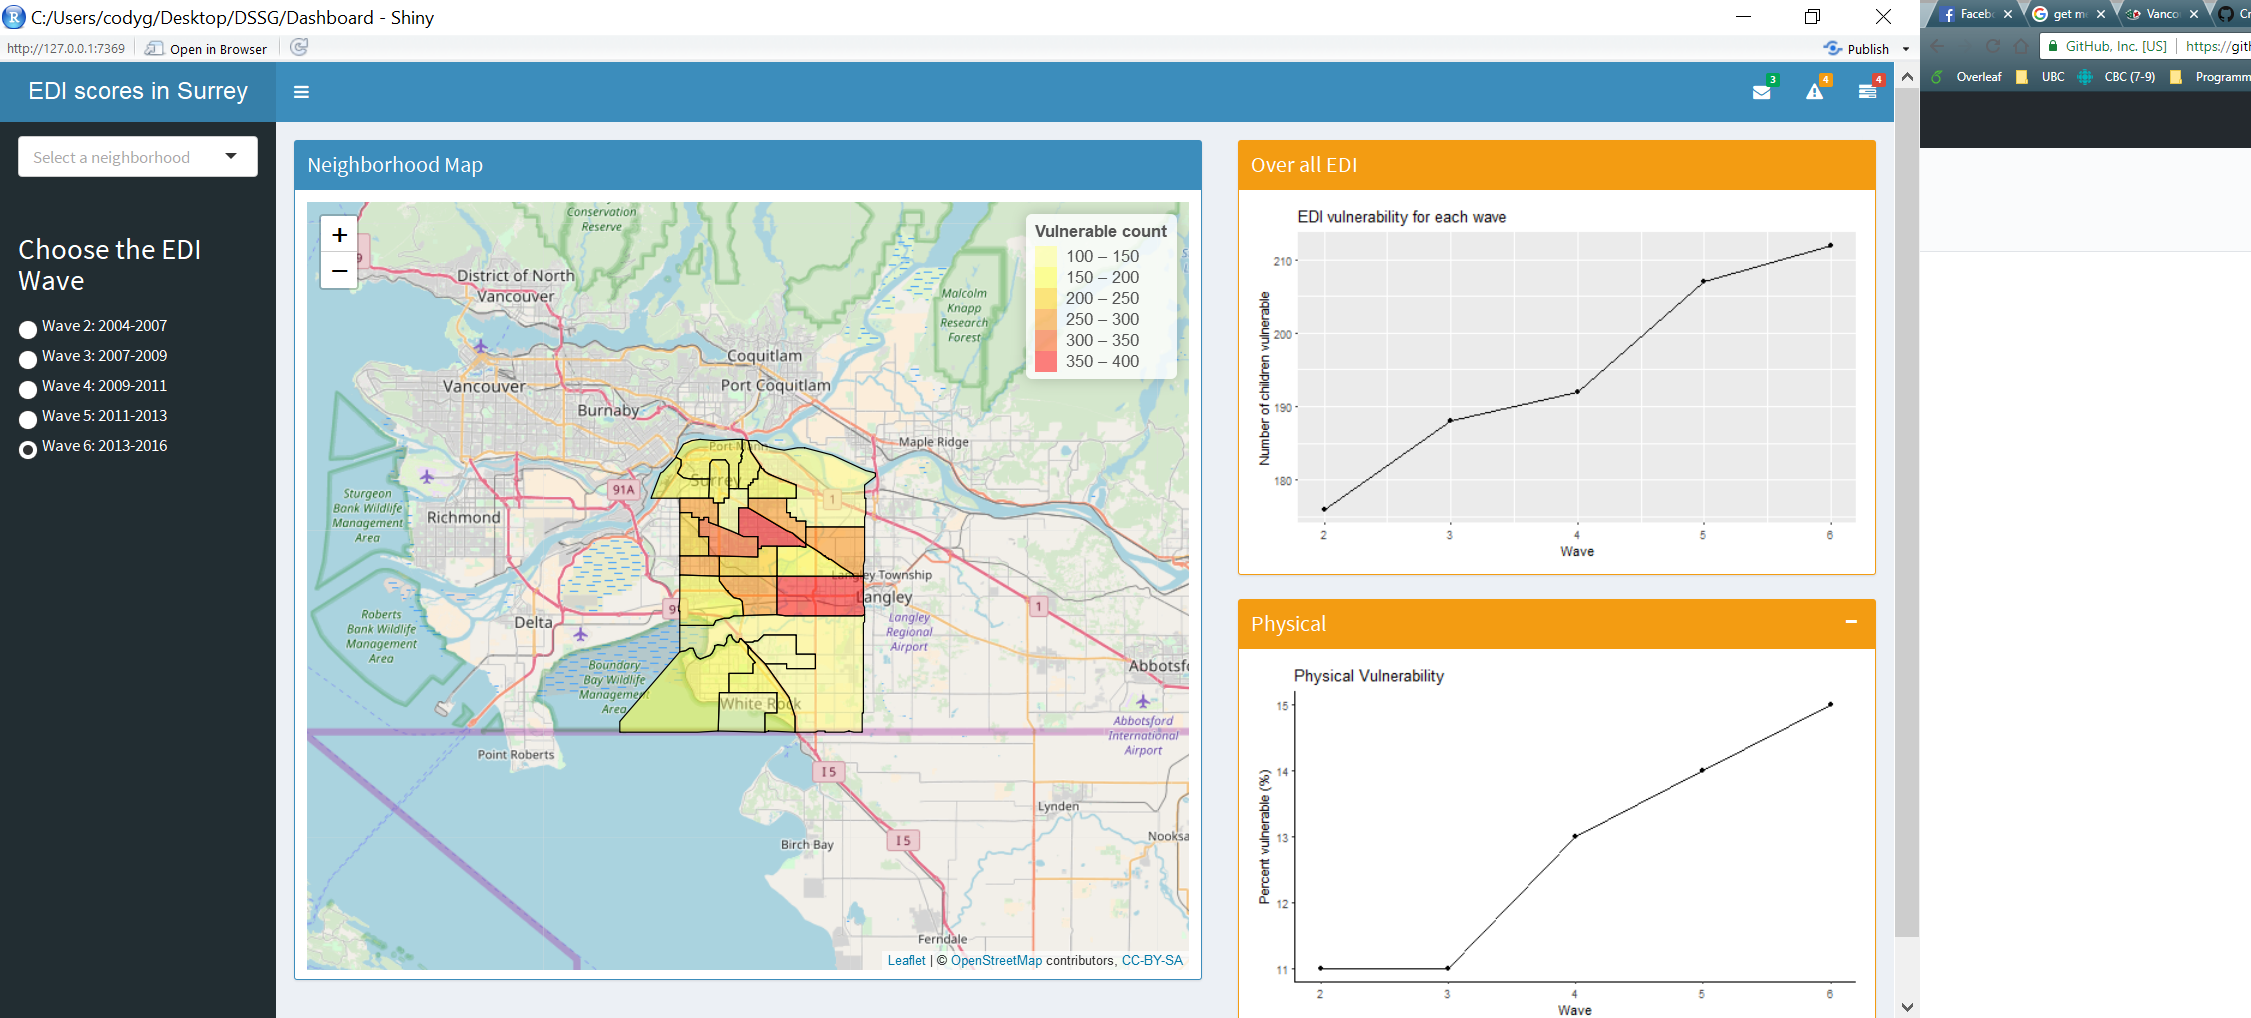 C:/Users/codyg/Desktop/DSSG/Dashboard - Shiny
http://127.0.0.1:7369
Open in Browser
Publish
EDI scores in Surrey
3
4
4
Select a neighborhood
Choose the EDI
Wave
Wave 2: 2004-2007
Wave 3: 2007-2009
Wave 4: 2009-2011
Wave 5: 2011-2013
Wave 6: 2013-2016
Neighborhood Map
+
−
Vulnerable count
100 – 150
150 – 200
200 – 250
250 – 300
300 – 350
350 – 400
Conservation
Reserve
9
District of North
Vancouver
Malcolm
Knapp
Research
Forest
Coquitlam
Port Coquitlam
Vancouver
Burnaby
Maple Ridge
Port Mann
Surrey
91A
1
Sturgeon
Bank Wildlife
Management
Area
Richmond
Langley Township
Langley
Roberts
Bank Wildlife
Management
Area
Delta
9
1
Langley
Regional
Airport
Boundary
Bay Wildlife
Management
Area
White Rock
Abbotsf
Abbotsford
International
Airport
Point Roberts
I 5
Lynden
I 5
Birch Bay
Nooksa
Ferndale
Leaflet | © OpenStreetMap contributors, CC-BY-SA
Over all EDI
EDI vulnerability for each wave
Number of children vulnerable
210
200
190
180
2
3
4
5
6
Wave
Physical
−
Physical Vulnerability
Percent vulnerable (%)
15
14
13
12
11
2
3
4
5
6
Wave
Faceb
get m
Vanco
GitHub, Inc. [US]
https://gith
Overleaf
UBC
CBC (7-9)
Programm